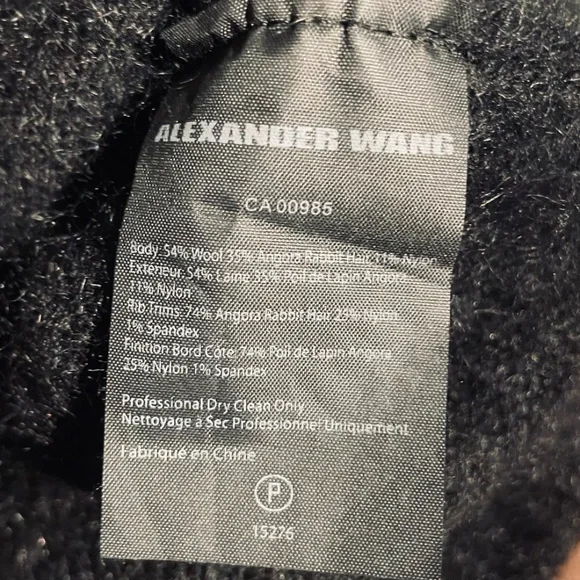 ALEXANDER WANG
CA 00985
Body: 54% Wool 35% Angora Rabbit Hair 11% Nylon
Exterieur: 54% Laine 35% Poil de Lapin Angora
11% Nylon
Rib Trims: 74% Angora Rabbit Hair 25% Nylon
1% Spandex
Finition Bord Côte: 74% Poil de Lapin Angora
25% Nylon 1% Spandex
Professional Dry Clean Only
Nettoyage à Sec Professionnel Uniquement
Fabriqué en Chine
P
15276